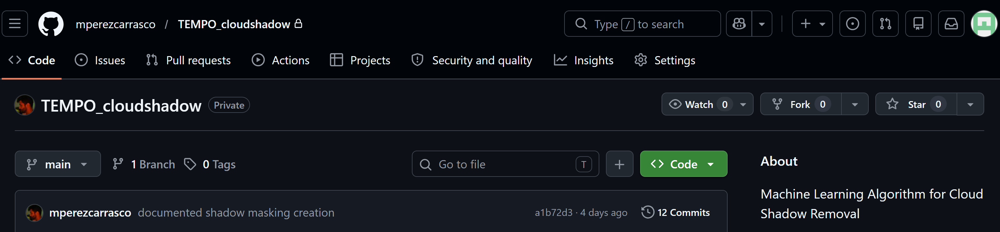 mperezcarrasco / TEMPO_cloudshadow
Type / to search
Code Issues Pull requests Actions Projects Security and quality Insights Settings
TEMPO_cloudshadow Private
Watch 0 Fork 0 Star 0
main 1 Branch 0 Tags
Go to file T
Code
About
Machine Learning Algorithm for Cloud
Shadow Removal
mperezcarrasco documented shadow masking creation
a1b72d3 · 4 days ago 12 Commits